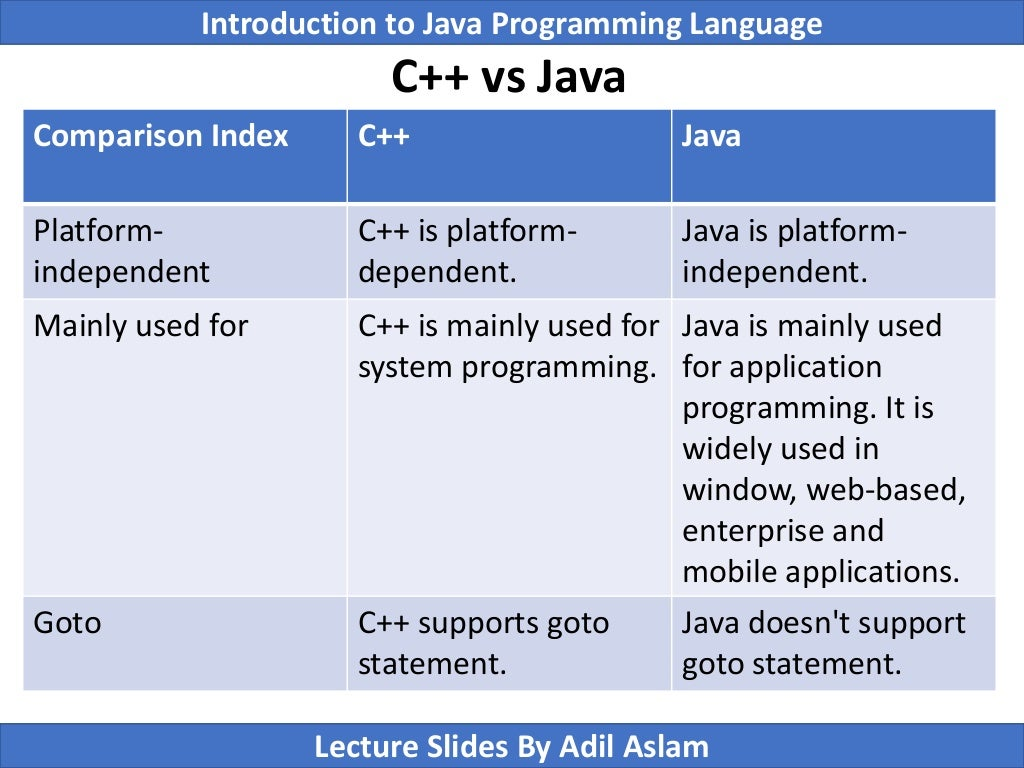 Introduction to Java Programming Language
C++ vs Java
Comparison Index
C++
Java
Platform-
independent
C++ is platform-
dependent.
Java is platform-
independent.
Mainly used for
C++ is mainly used for
system programming.
Java is mainly used
for application
programming. It is
widely used in
window, web-based,
enterprise and
mobile applications.
Goto
C++ supports goto
statement.
Java doesn't support
goto statement.
Lecture Slides By Adil Aslam